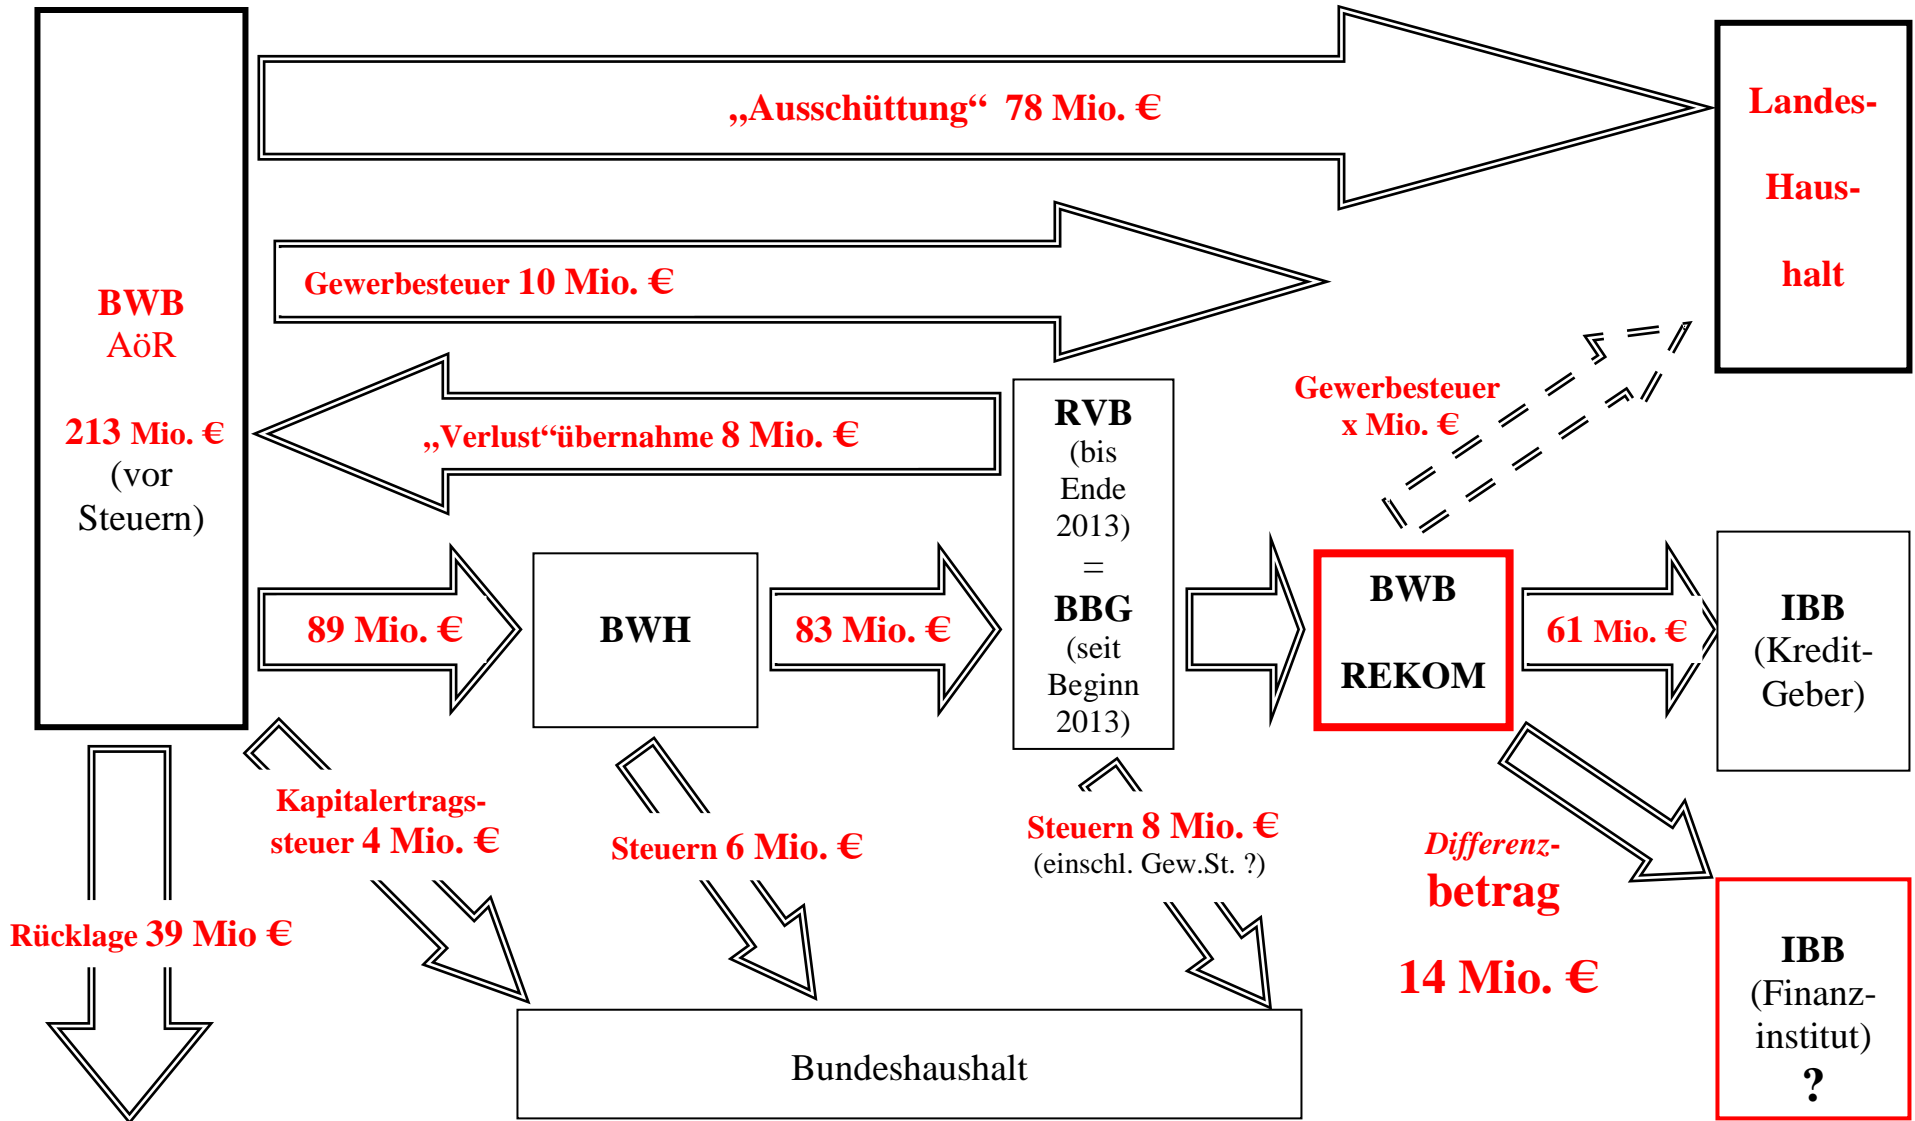 „Ausschüttung“ 78 Mio. €
Landes-
Haus-
halt
Gewerbesteuer 10 Mio. €
BWB
AöR
213 Mio. €
(vor
Steuern)
„Verlust“übernahme 8 Mio. €
RVB
(bis
Ende
2013)
=
BBG
(seit
Beginn
2013)
Gewerbesteuer
x Mio. €
89 Mio. €
BWH
83 Mio. €
BWB
REKOM
61 Mio. €
IBB
(Kredit-
Geber)
Kapitalertrags-
steuer 4 Mio. €
Steuern 6 Mio. €
Steuern 8 Mio. €
(einschl. Gew.St. ?)
Differenz-
betrag
14 Mio. €
Rücklage 39 Mio €
IBB
(Finanz-
institut)
?
Bundeshaushalt